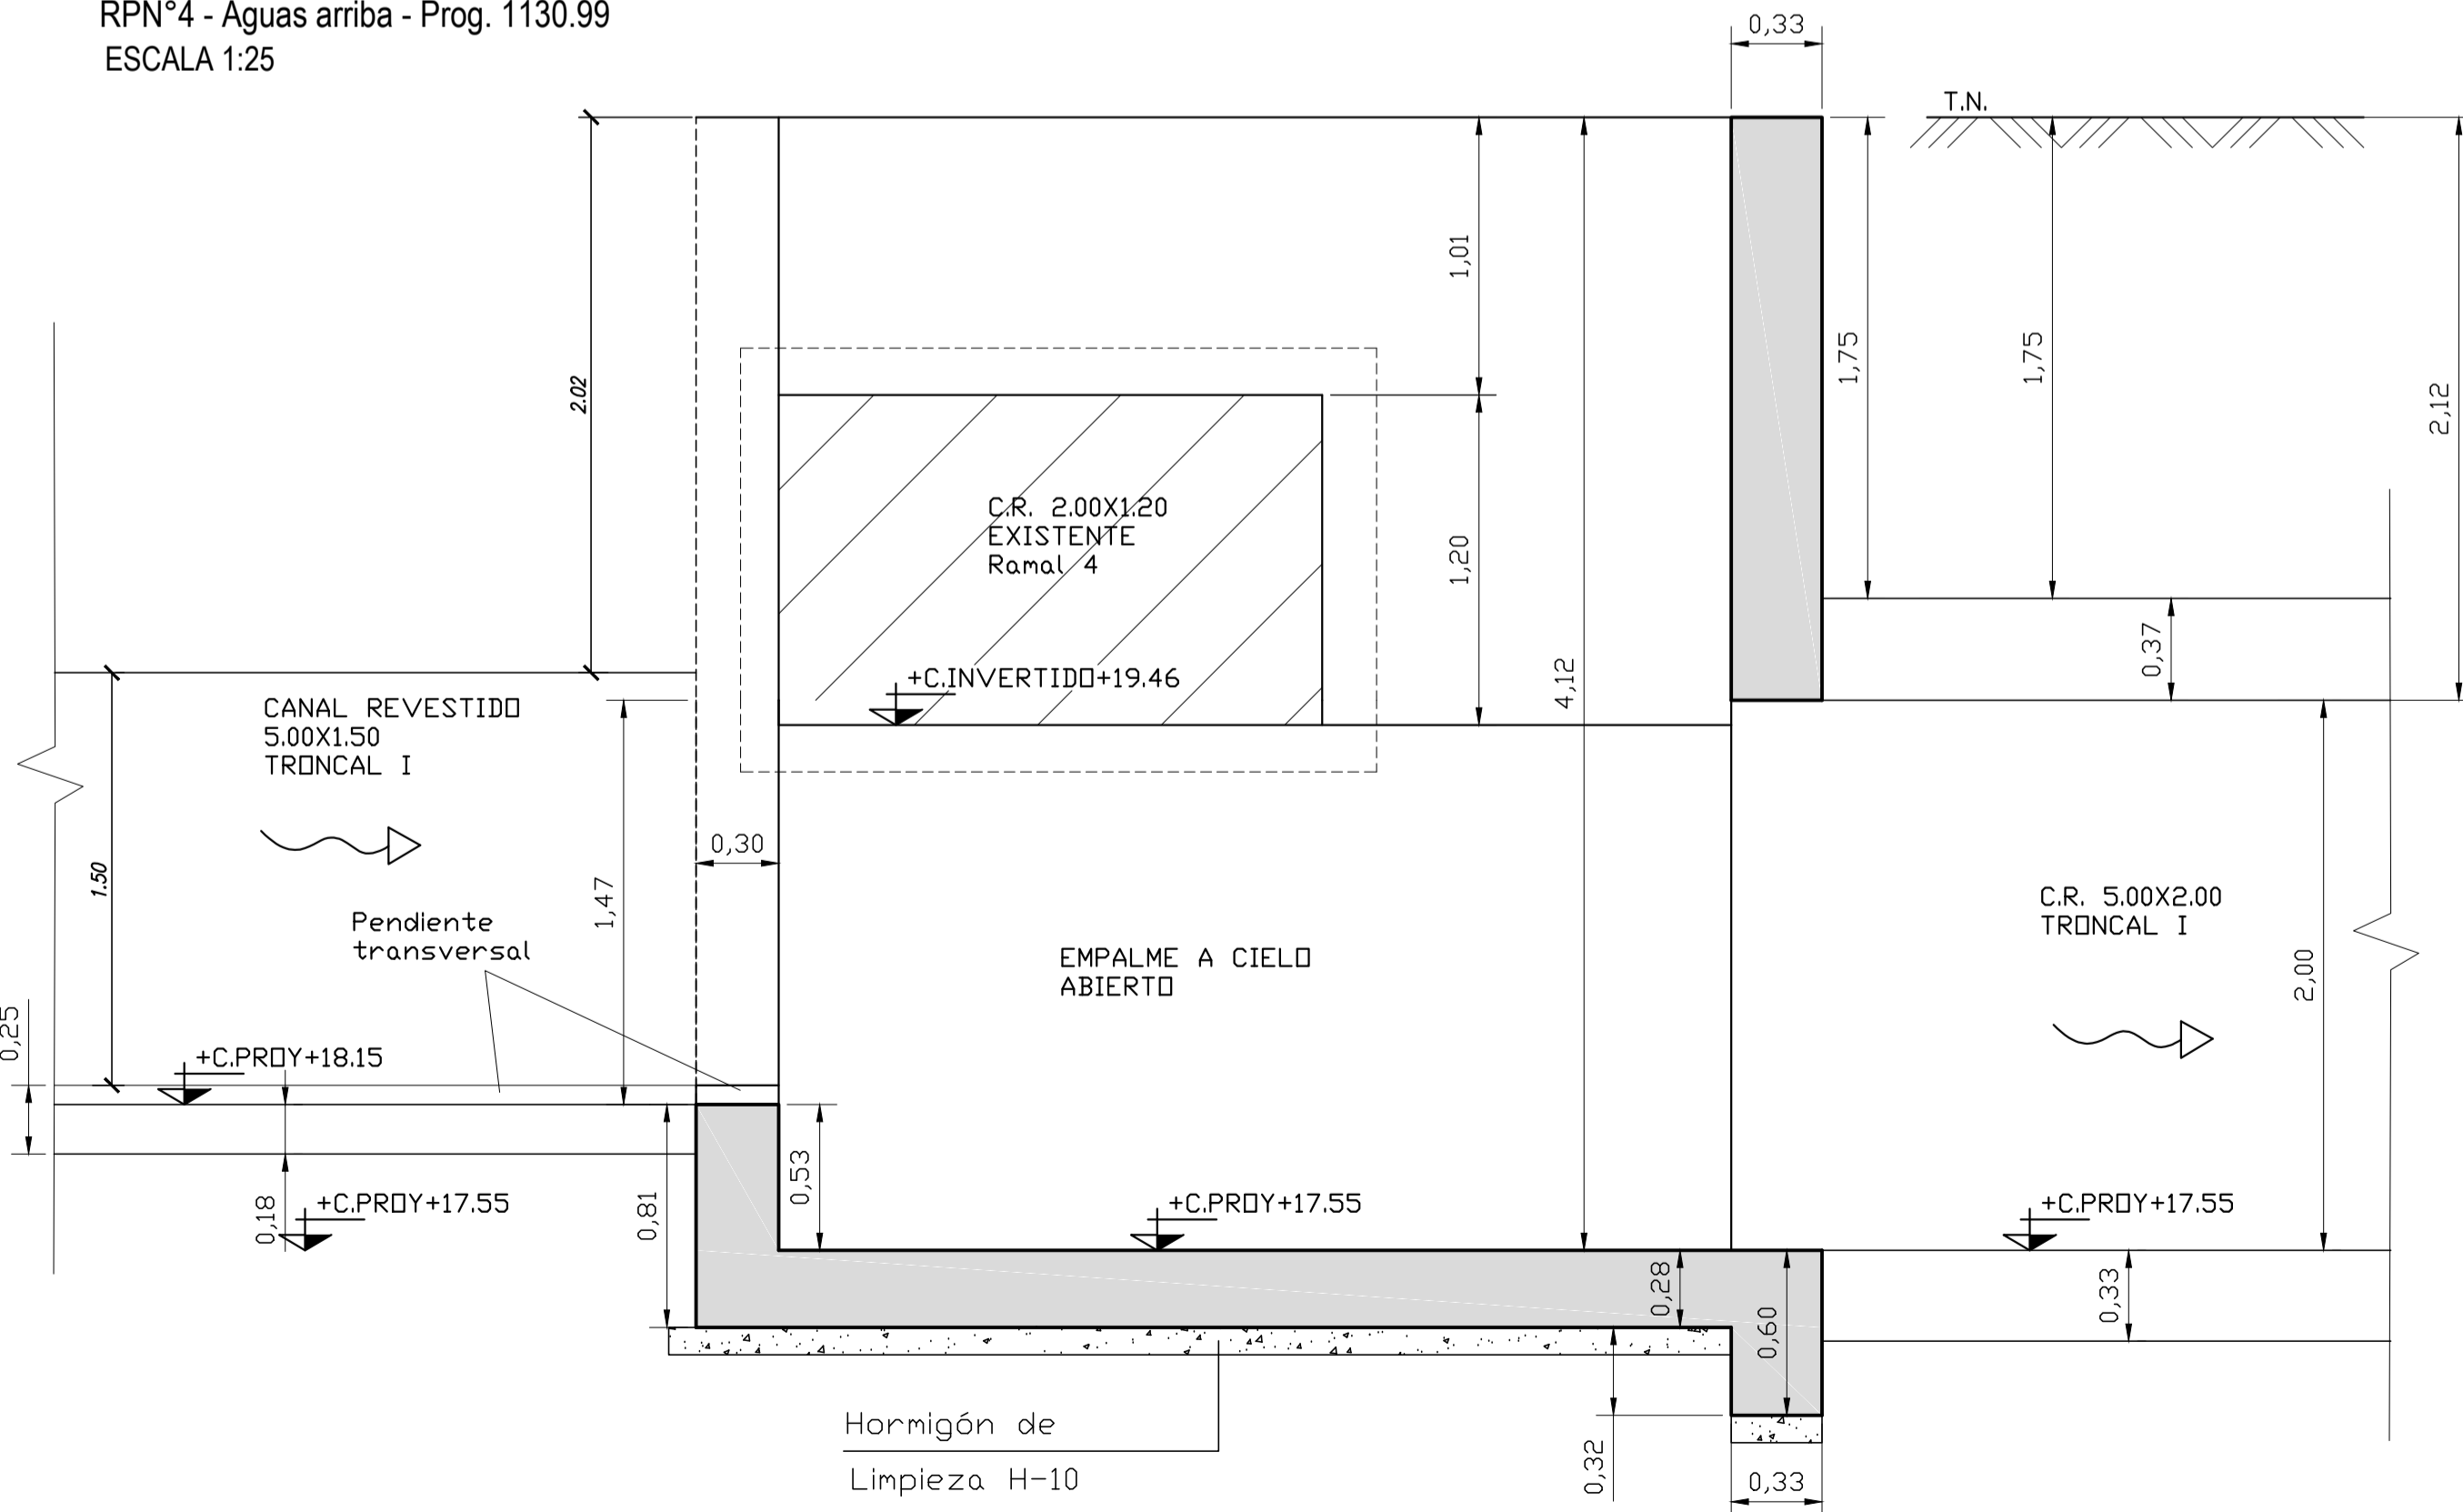 RPN°4 - Aguas arriba - Prog. 1130.99
ESCALA 1:25
0,33
T.N.
2.02
1,01
1,75
1,75
2,12
C.R. 2.00X1.20
EXISTENTE
Ramal 4
1,20
+C.INVERTIDO+19.46
4,12
0,37
CANAL REVESTIDO
5.00X1.50
TRONCAL I
0,30
1.50
1,47
Pendiente
transversal
EMPALME A CIELO
ABIERTO
C.R. 5.00X2.00
TRONCAL I
2,00
0,25
+C.PROY+18.15
0,53
0,81
0,18
+C.PROY+17.55
+C.PROY+17.55
+C.PROY+17.55
0,28
0,60
0,33
Hormigón de
Limpieza H-10
0,32
0,33